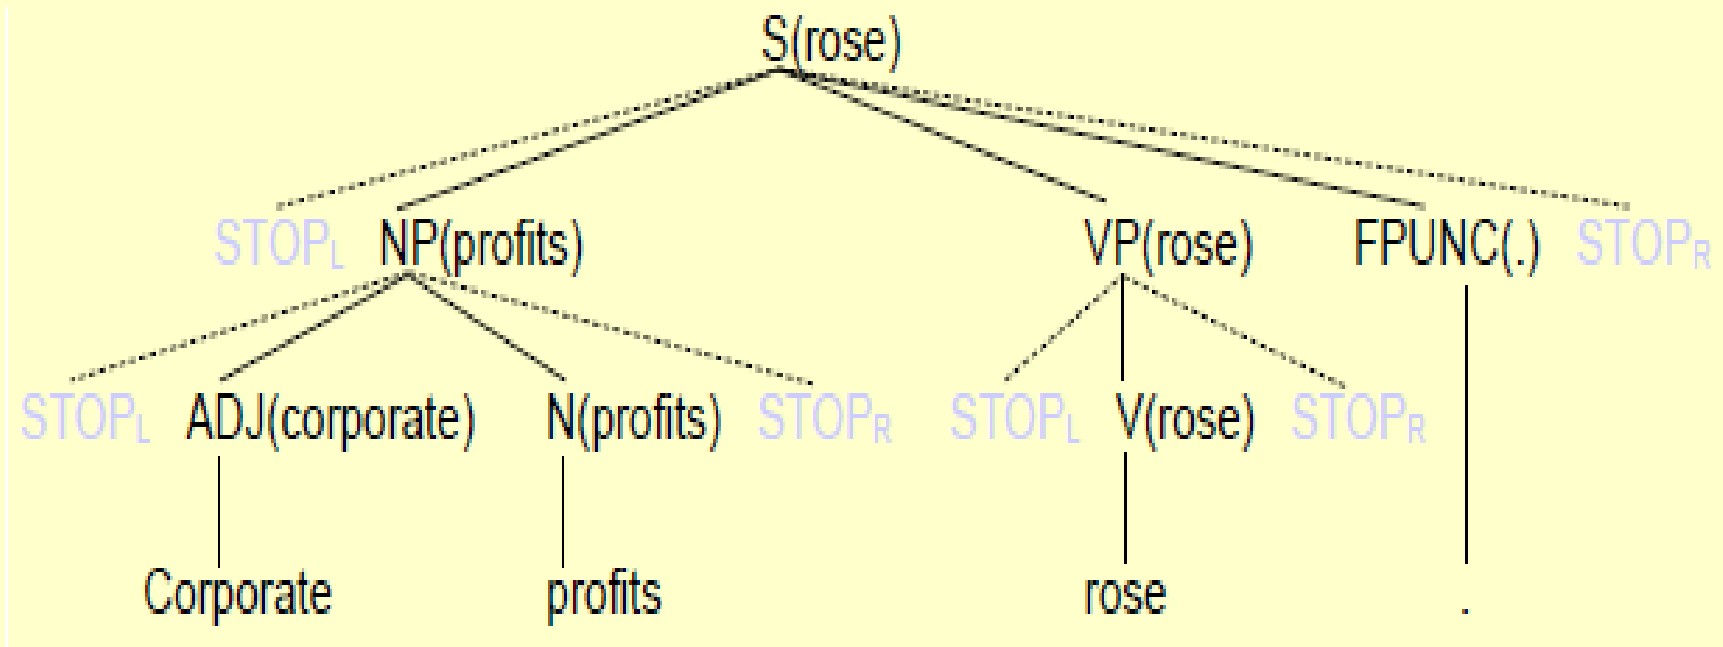 S(rose)
STOPL NP(profits) VP(rose) FPUNC(.) STOPR
STOPL ADJ(corporate) N(profits) STOPR STOPL V(rose) STOPR
Corporate profits rose .